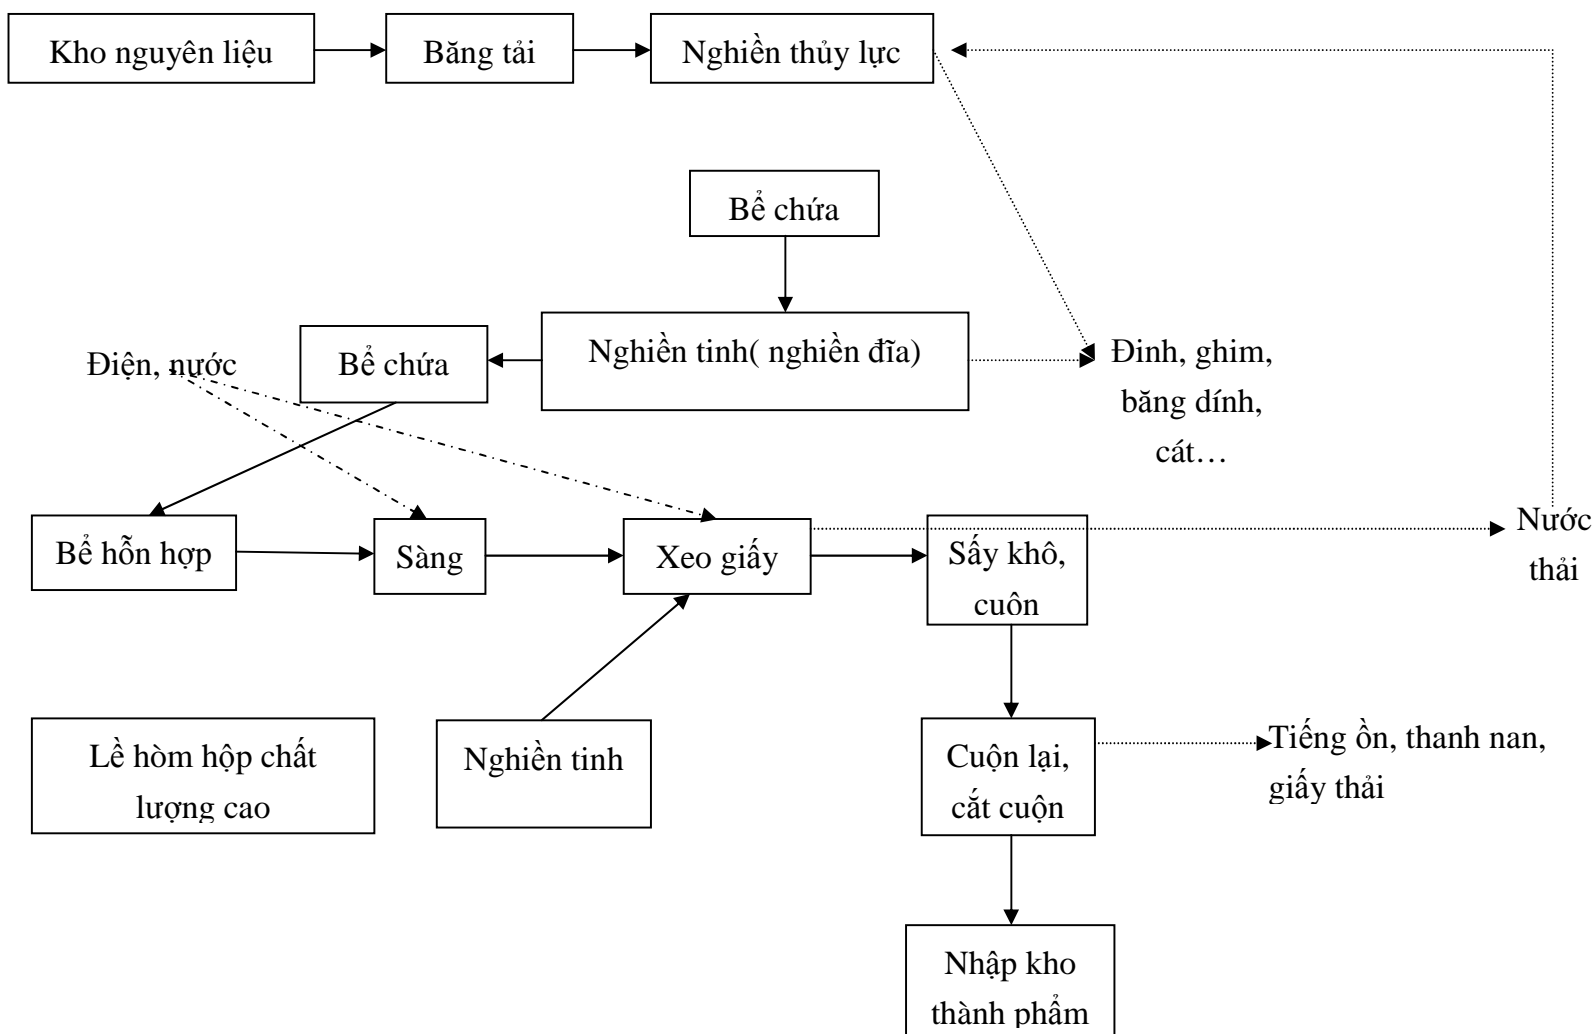 Kho nguyên liệu
Băng tải
Nghiền thủy lực
Bể chứa
Điện, nước
Bể chứa
Nghiền tinh( nghiền đĩa)
Đinh, ghim,
băng dính,
cát…
Bể hỗn hợp
Sàng
Xeo giấy
Sấy khô,
cuôn
Nước
thải
Lề hòm hộp chất
lượng cao
Nghiền tinh
Cuộn lại,
cắt cuộn
Tiếng ồn, thanh nan,
giấy thải
Nhập kho
thành phẩm